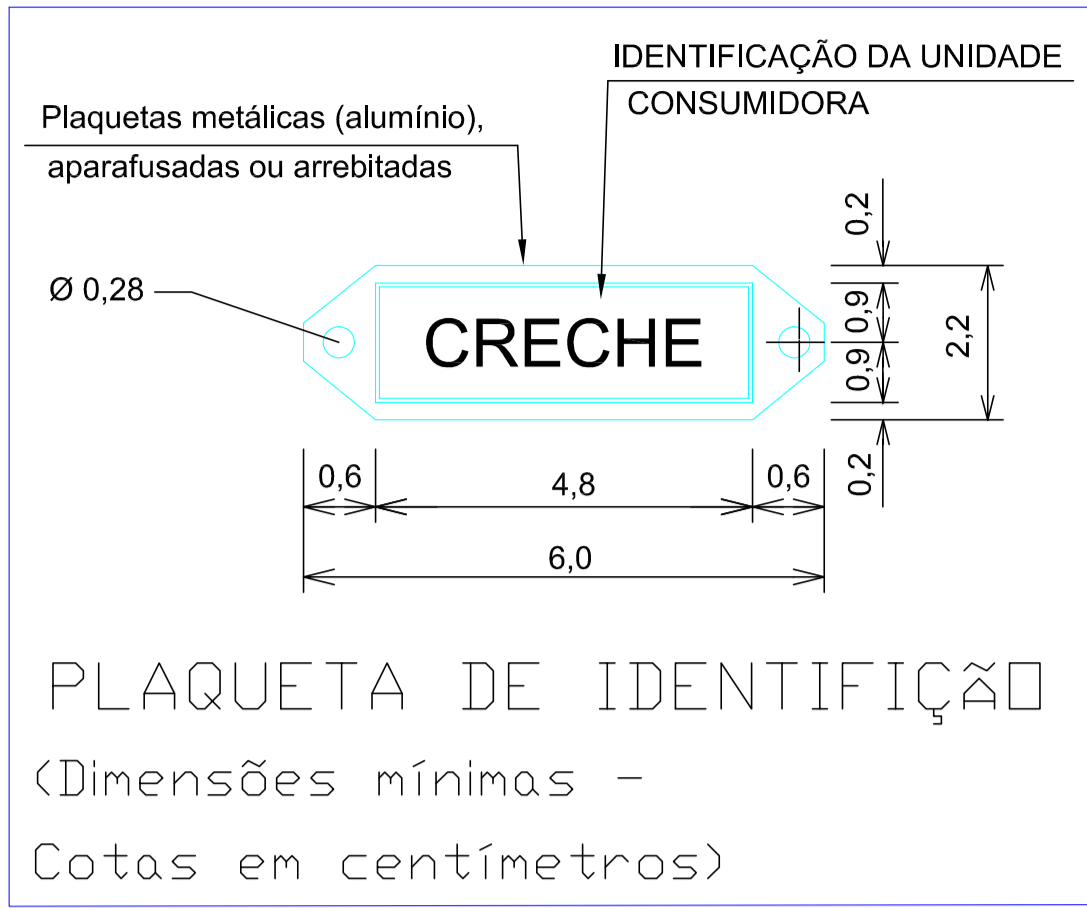 IDENTIFICAÇÃO DA UNIDADE
CONSUMIDORA
Plaquetas metálicas (alumínio),
aparafusadas ou arrebitadas
0,2
Ø 0,28
CRECHE
0,9
0,9
2,2
0,2
0,6
4,8
0,6
6,0
PLAQUETA DE IDENTIFIÇÃO
(Dimensões mínimas -
Cotas em centímetros)